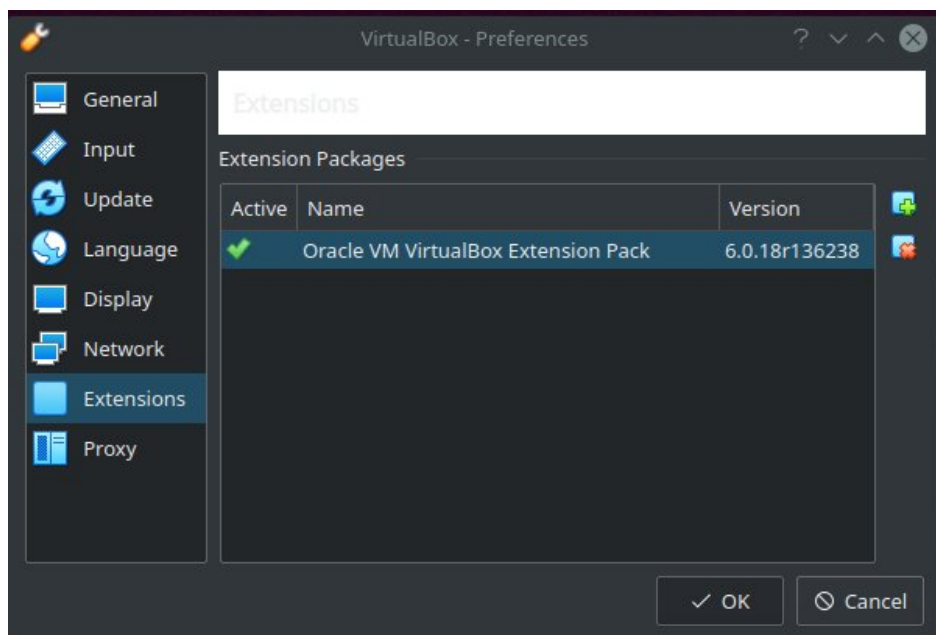 VirtualBox - Preferences
General
Input
Update
Language
Display
Network
Extensions
Proxy
Extensions
Extension Packages
Active Name Version
Oracle VM VirtualBox Extension Pack 6.0.18r136238
OK Cancel